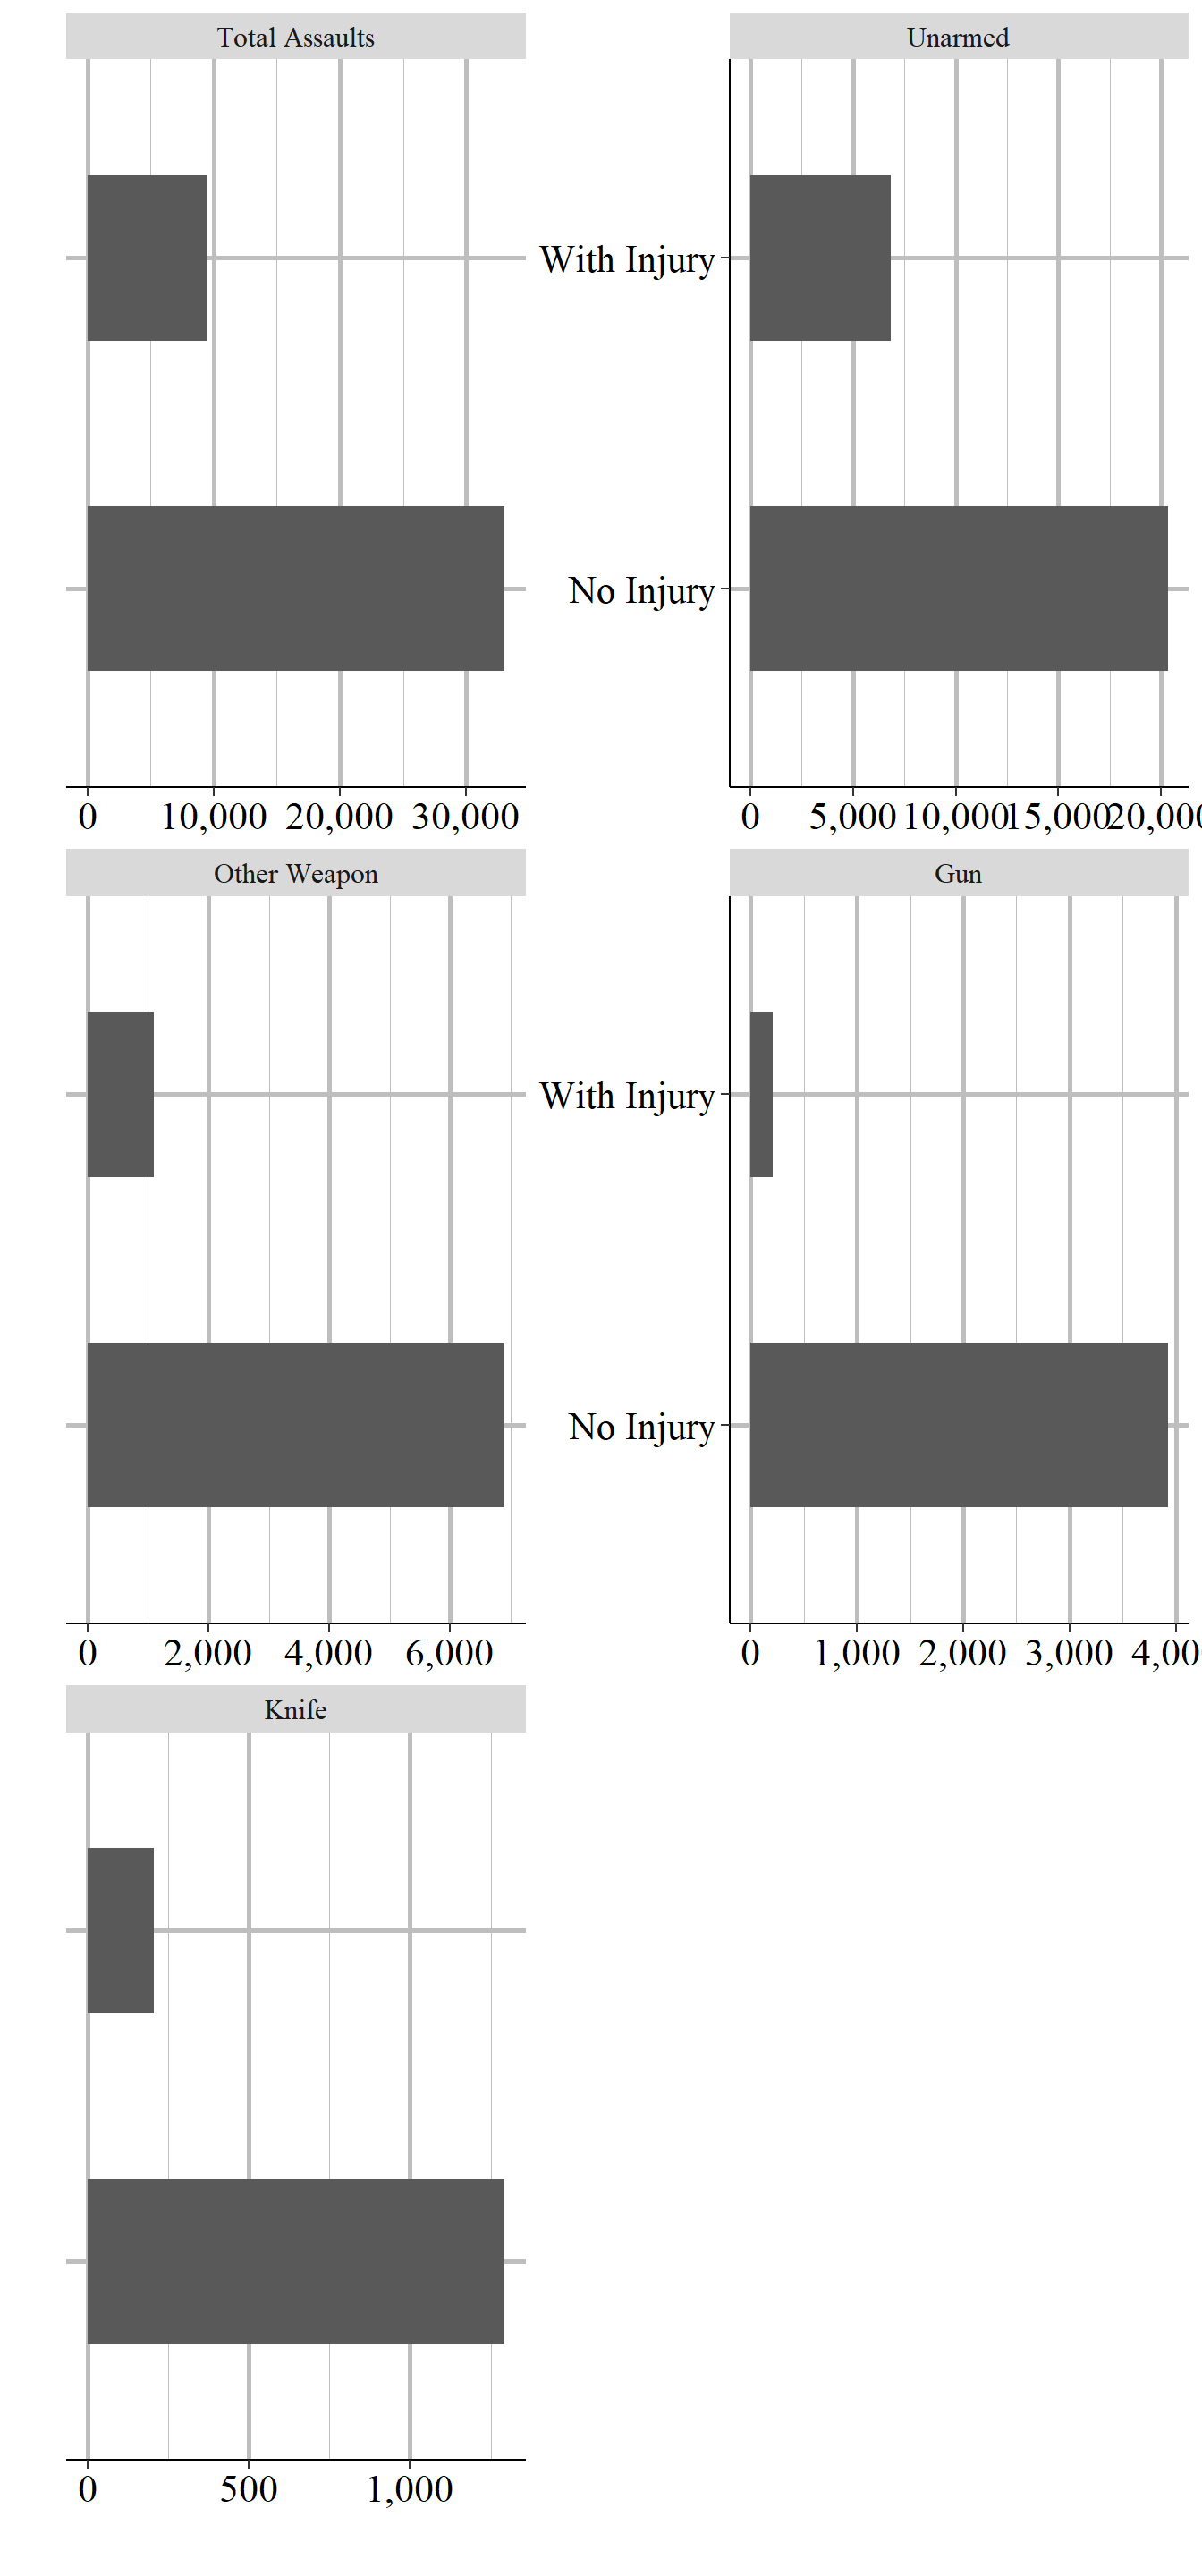 Total Assaults
Unarmed
With Injury
No Injury
0 10,000 20,000 30,000
0 5,000 10,000 15,000 20,000
Other Weapon
Gun
With Injury
No Injury
0 2,000 4,000 6,000
0 1,000 2,000 3,000 4,00
Knife
0 500 1,000